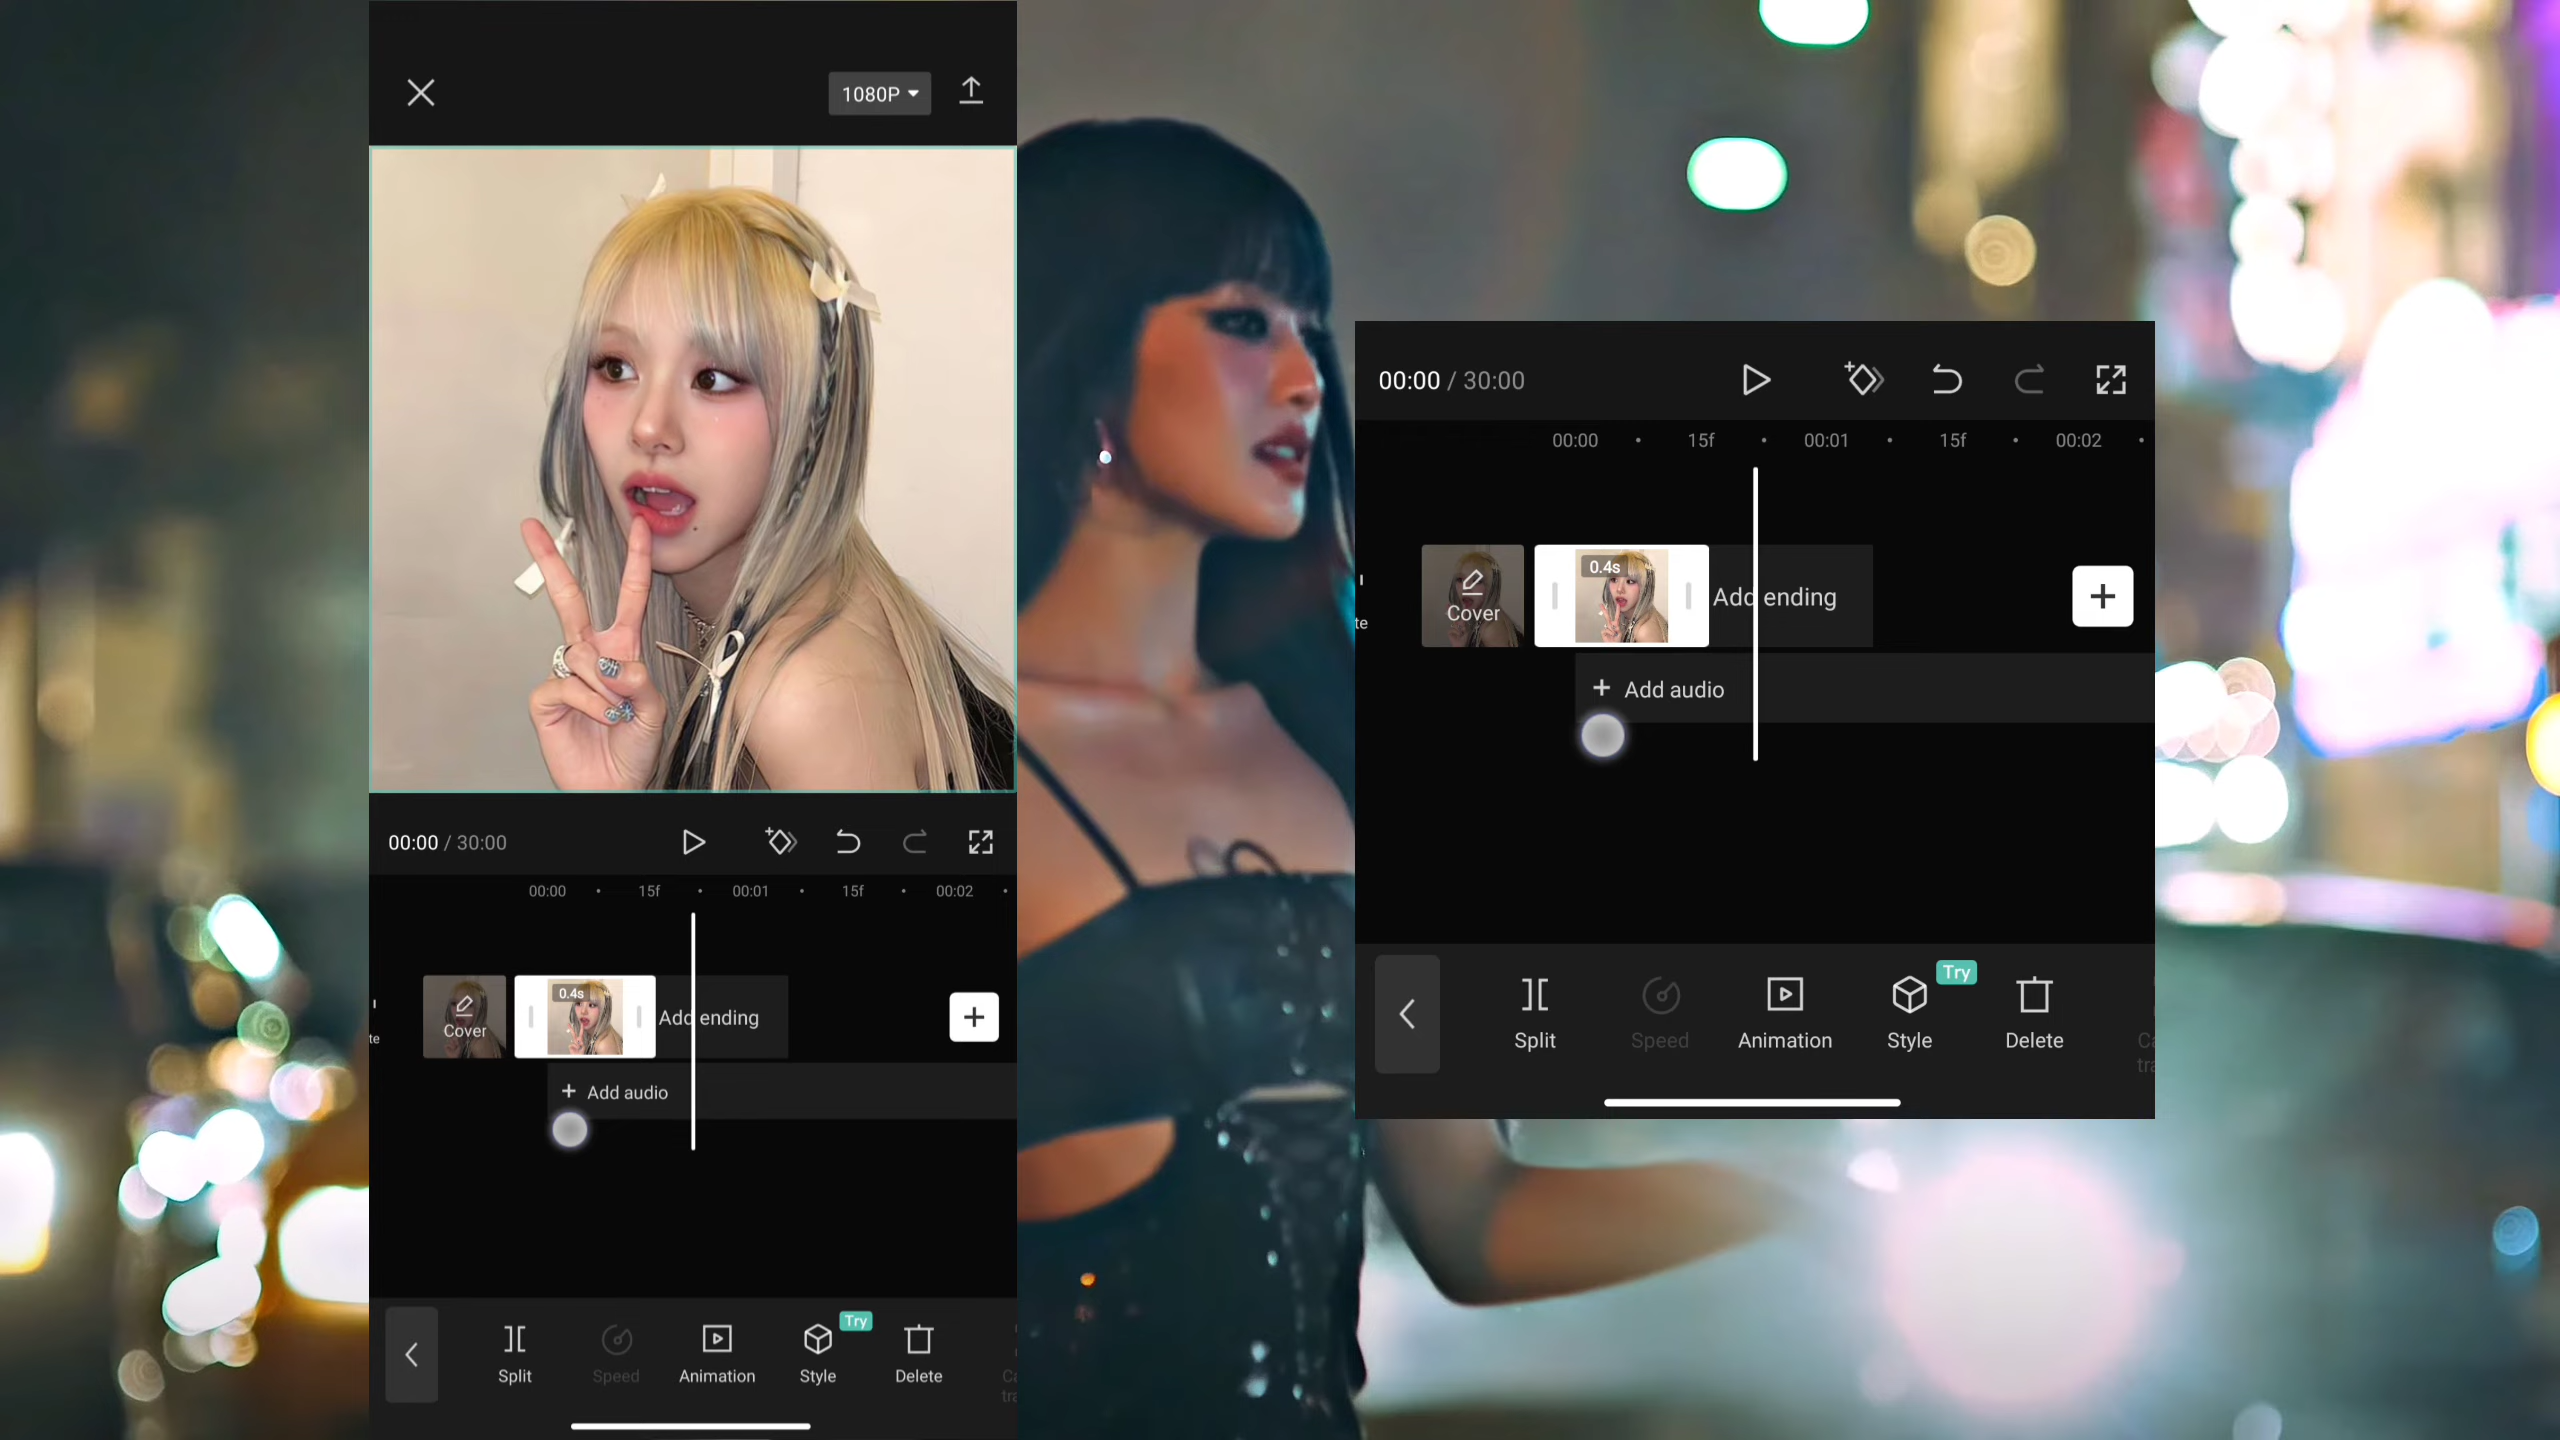 1080P
00:00 / 30:00
00:00 15f 00:01 15f 00:02
te
0.4s
Cover
Add ending
+ Add audio
Try
Split Speed Animation Style Delete
00:00 / 30:00
00:00 15f 00:01 15f 00:02
te
0.4s
Cover
Add ending
+ Add audio
Try
Split Speed Animation Style Delete